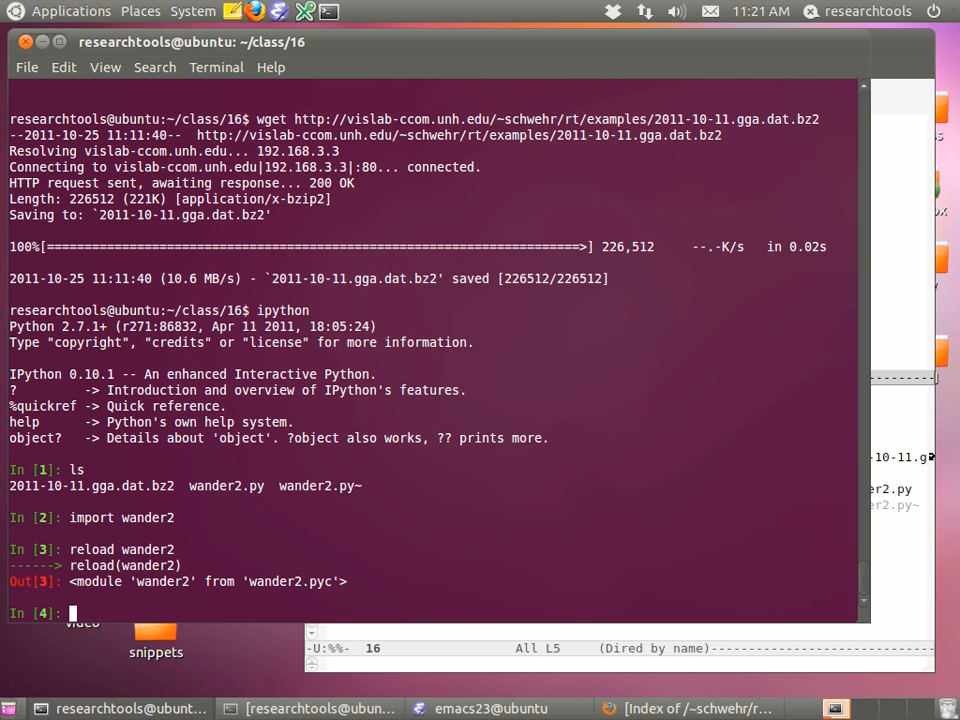 Applications Places System 11:21 AM researchtools
researchtools@ubuntu: ~/class/16
File Edit View Search Terminal Help
researchtools@ubuntu:~/class/16$ wget http://vislab-ccom.unh.edu/~schwehr/rt/examples/2011-10-11.gga.dat.bz2
--2011-10-25 11:11:40-- http://vislab-ccom.unh.edu/~schwehr/rt/examples/2011-10-11.gga.dat.bz2
Resolving vislab-ccom.unh.edu... 192.168.3.3
Connecting to vislab-ccom.unh.edu|192.168.3.3|:80... connected.
HTTP request sent, awaiting response... 200 OK
Length: 226512 (221K) [application/x-bzip2]
Saving to: `2011-10-11.gga.dat.bz2'
100%[=======================================================================>] 226,512 --.-K/s in 0.02s
2011-10-25 11:11:40 (10.6 MB/s) - `2011-10-11.gga.dat.bz2' saved [226512/226512]
researchtools@ubuntu:~/class/16$ ipython
Python 2.7.1+ (r271:86832, Apr 11 2011, 18:05:24)
Type "copyright", "credits" or "license" for more information.
IPython 0.10.1 -- An enhanced Interactive Python.
? -> Introduction and overview of IPython's features.
%quickref -> Quick reference.
help -> Python's own help system.
object? -> Details about 'object'. ?object also works, ?? prints more.
In [1]: ls
2011-10-11.gga.dat.bz2 wander2.py wander2.py~
In [2]: import wander2
In [3]: reload wander2
------> reload(wander2)
Out[3]: <module 'wander2' from 'wander2.pyc'>
In [4]:
-10-11.g
er2.py
er2.py~
video
snippets
-U:%%- 16 All L5 (Dired by name)-----------------------------
researchtools@ubunt... [researchtools@ubun... emacs23@ubuntu [Index of /~schwehr/r...